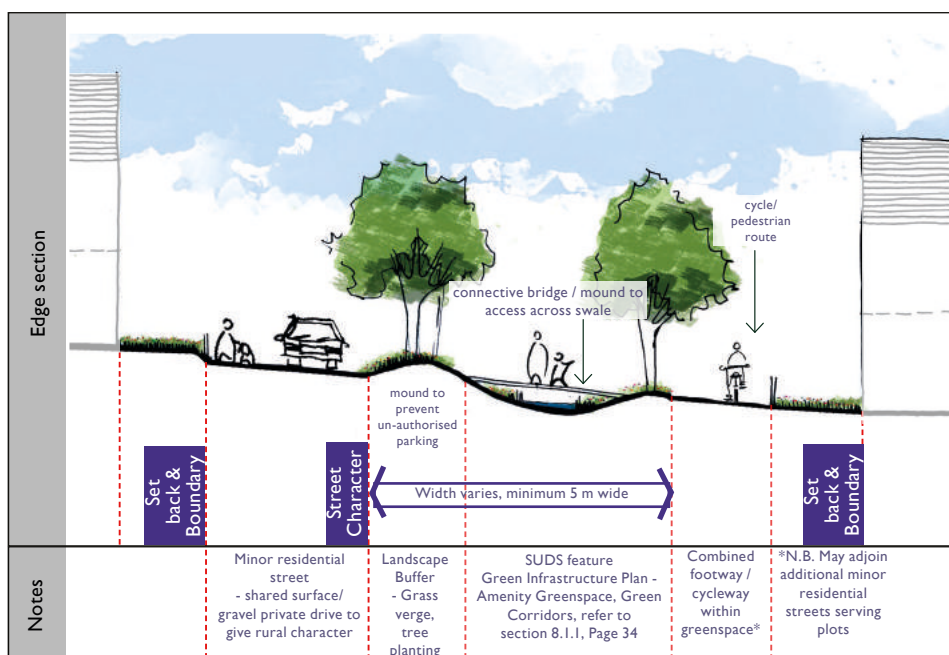 Edge section
cycle/
pedestrian
route
connective bridge / mound to
access across swale
mound to
prevent
un-authorised
parking
Set
back &
Boundary
Street
Character
Width varies, minimum 5 m wide
Set
back &
Boundary
Notes
Minor residential
street
- shared surface/
gravel private drive to
give rural character
Landscape
Buffer
- Grass
verge,
tree
planting
SUDS feature
Green Infrastructure Plan -
Amenity Greenspace, Green
Corridors, refer to
section 8.1.1, Page 34
Combined
footway /
cycleway
within
greenspace*
*N.B. May adjoin
additional minor
residential
streets serving
plots